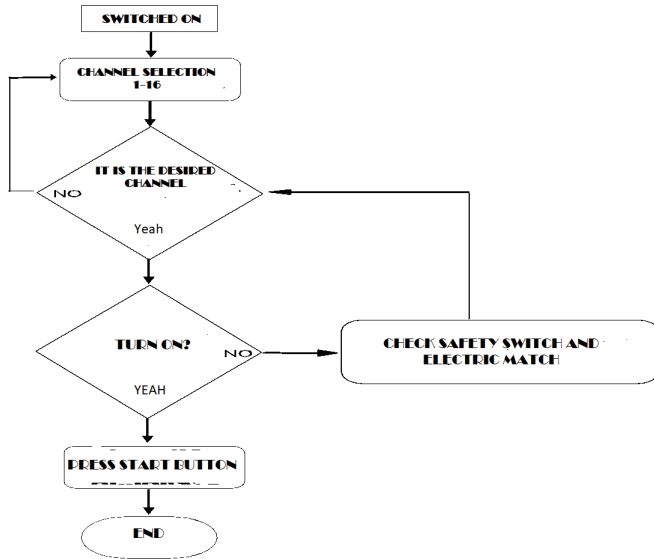 SWITCHED ON
CHANNEL SELECTION
1-16
IT IS THE DESIRED
CHANNEL
NO
Yeah
TURN ON?
NO
YEAH
CHECK SAFETY SWITCH AND
ELECTRIC MATCH
PRESS START BUTTON
END